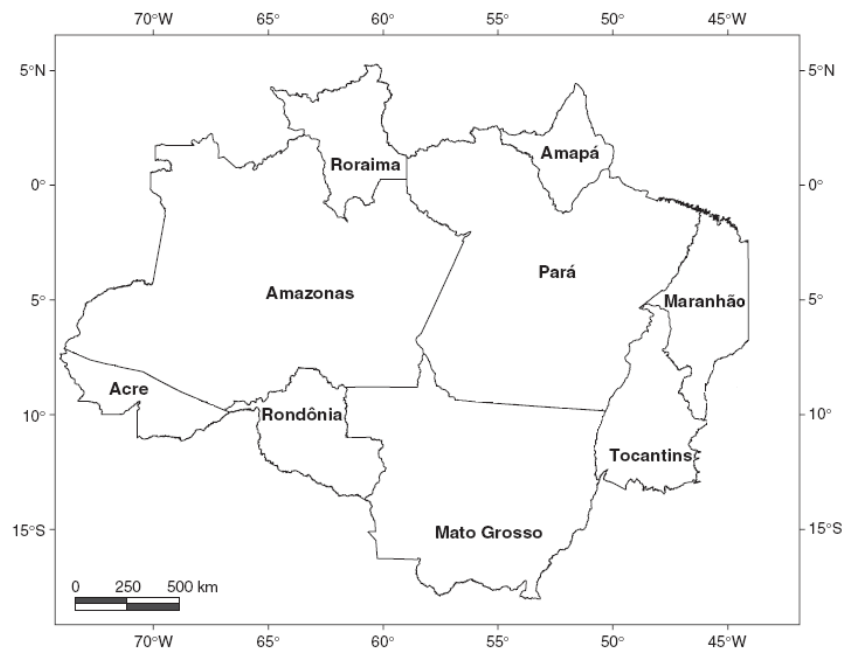 70°W 65° 60° 55° 50° 45°W
5°N 5°N
Amapá
Roraima
0° 0°
Pará
Amazonas
Maranhão
5° 5°
Acre
10° Rondônia 10°
Tocantins
15°S Mato Grosso 15°S
0 250 500 km
70°W 65° 60° 55° 50° 45°W